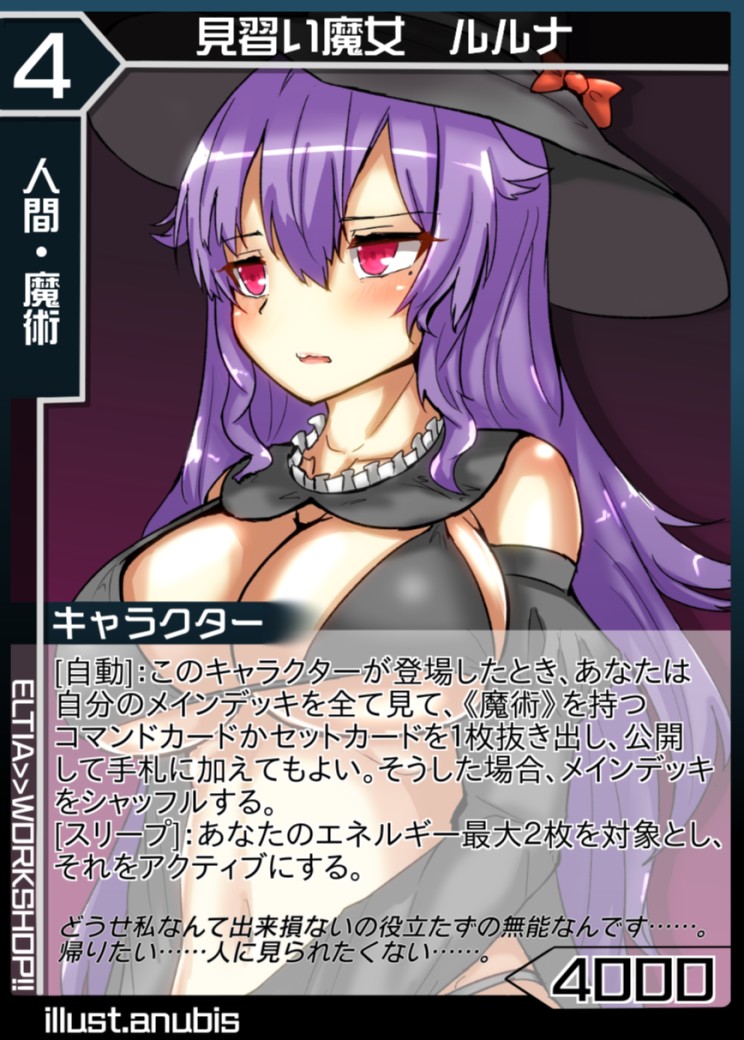 4
見習い魔女 ルルナ
人間・魔術
キャラクター
[自動]:このキャラクターが登場したとき、あなたは
自分のメインデッキを全て見て、《魔術》を持つ
コマンドカードかセットカードを1枚抜き出し、公開
して手札に加えてもよい。そうした場合、メインデッキ
をシャッフルする。
[スリープ]:あなたのエネルギー最大2枚を対象とし、
それをアクティブにする。
どうせ私なんて出来損ないの役立たずの無能なんです……。
帰りたい……人に見られたくない……。
4000
ELTIA>>WORKSHOP!!
illust.anubis